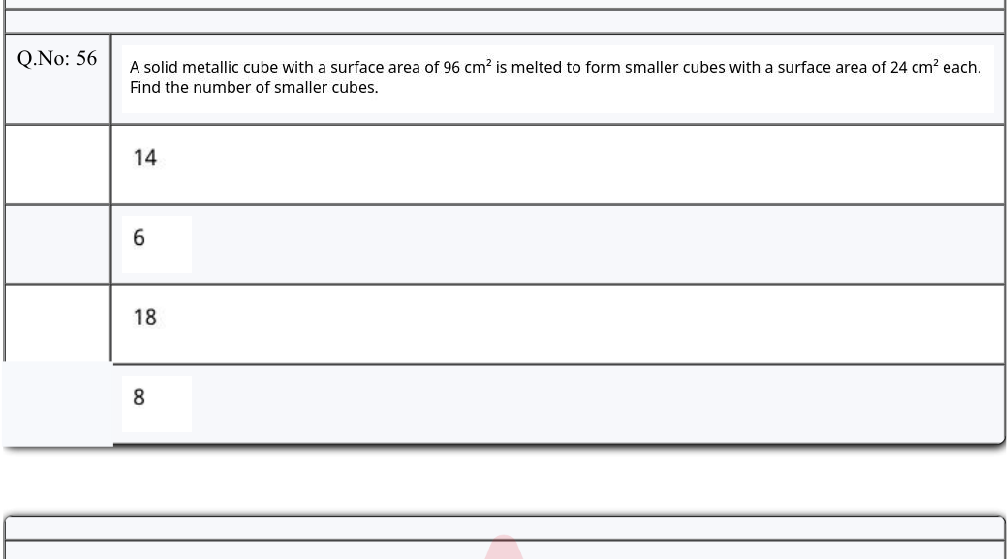 Q.No: 56
A solid metallic cube with a surface area of 96 cm² is melted to form smaller cubes with a surface area of 24 cm² each.
Find the number of smaller cubes.
14
6
18
8